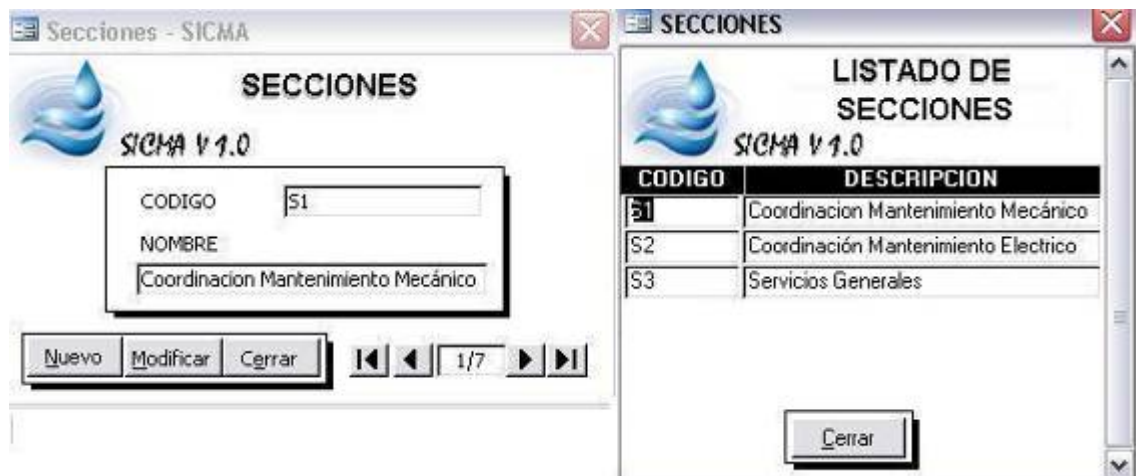 Secciones - SICMA
SECCIONES
SICMA V 1.0
CODIGO S1
NOMBRE
Coordinacion Mantenimiento Mecánico
Nuevo Modificar Cerrar 1/7
SECCIONES
LISTADO DE
SECCIONES
SICMA V 1.0
CODIGO DESCRIPCION
S1 Coordinacion Mantenimiento Mecánico
S2 Coordinación Mantenimiento Electrico
S3 Servicios Generales
Cerrar